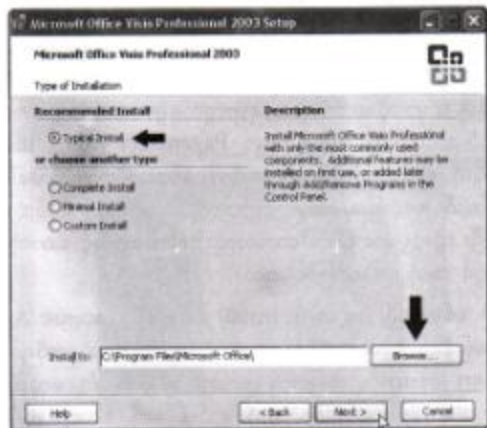 Microsoft Office Visio Professional 2003 Setup
Microsoft Office Visio Professional 2003
Type of Installation
Recommended Install
Typical Install
or choose another type
Complete Install
Minimal Install
Custom Install
Description
Install Microsoft Office Visio Professional
with only the most commonly used
components. Additional features may be
installed on first use, or added later
through Add/Remove Programs in the
Control Panel.
Install to:
C:\Program Files\Microsoft Office\
Browse...
Help
< Back
Next >
Cancel